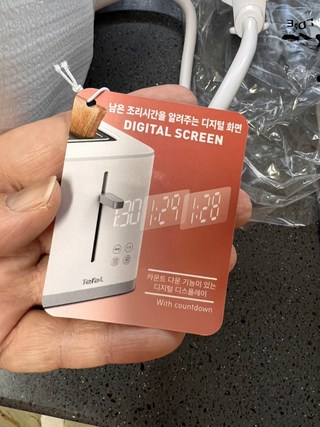 남은 조리시간을 알려주는 디지털 화면
DIGITAL SCREEN
1:30 1:29 1:28
Tefal
카운트 다운 기능이 있는
디지털 디스플레이
With countdown